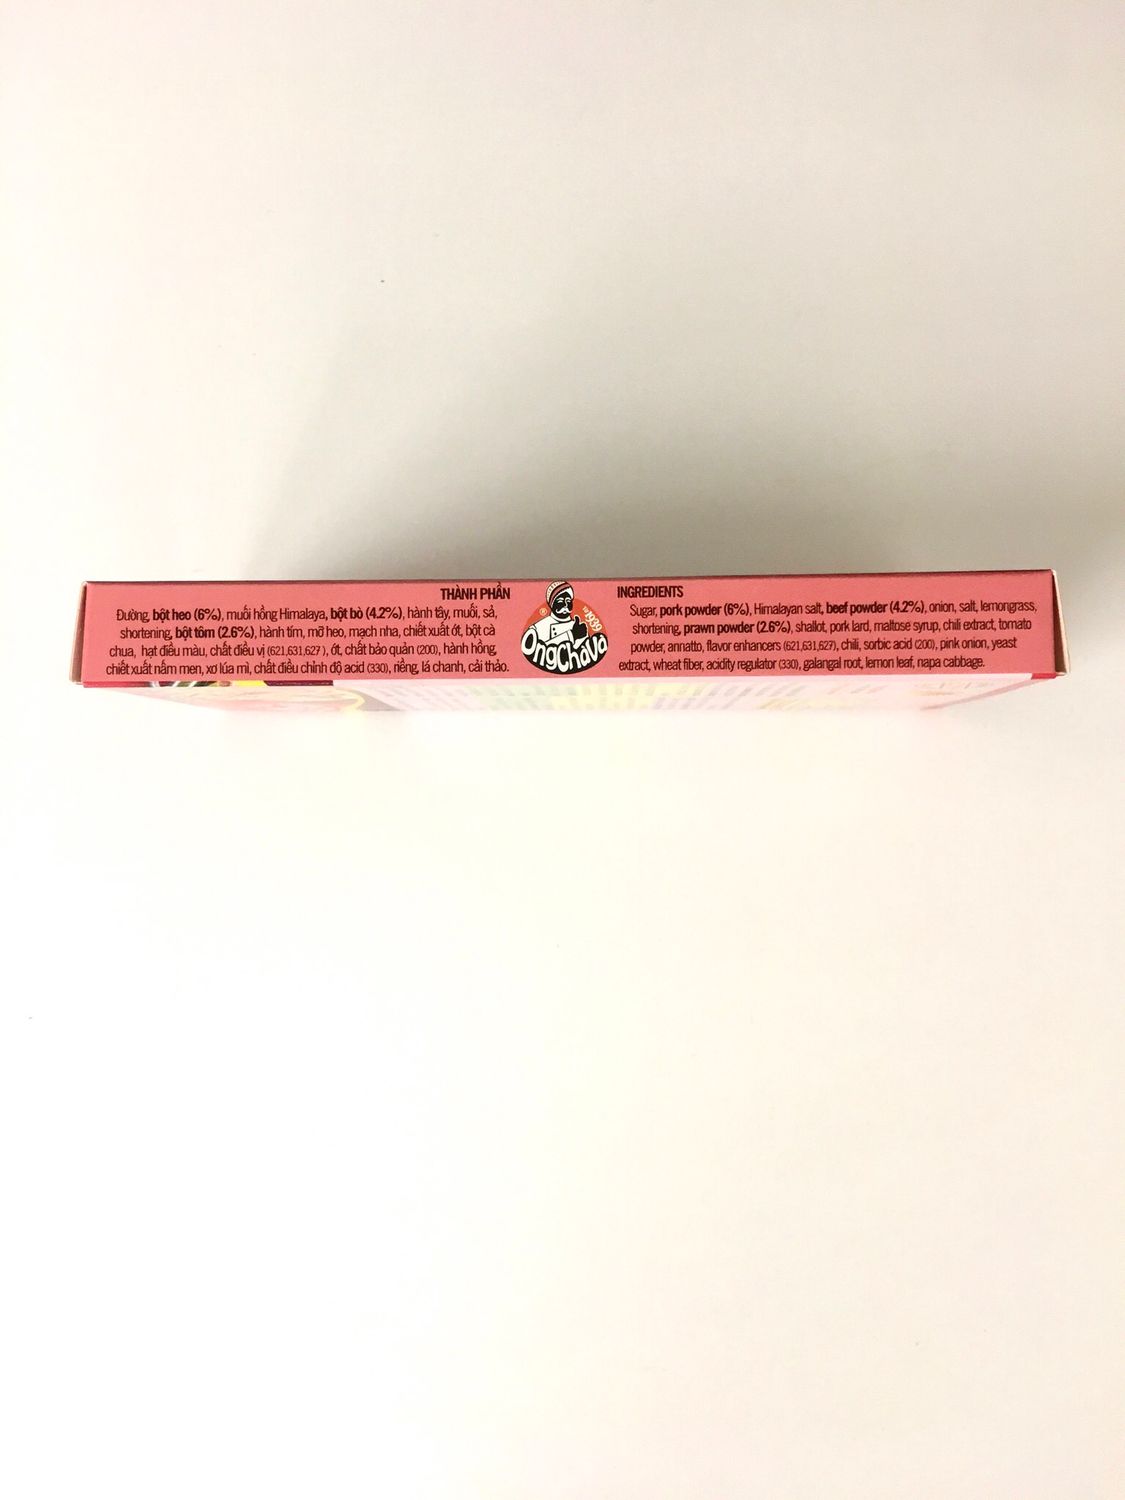 THÀNH PHẦN
Đường, bột heo (6%), muối hồng Himalaya, bột bò (4.2%), hành tây, muối, sả,
shortening, bột tôm (2.6%), hành tím, mỡ heo, mạch nha, chiết xuất ớt, bột cà
chua, hạt điều màu, chất điều vị (621,631,627 ), ớt, chất bảo quản (200), hành hồng,
chiết xuất nấm men, xơ lúa mì, chất điều chỉnh độ acid (330), riềng, lá chanh, cải thảo.
® est 1939
OngChàVà
INGREDIENTS
Sugar, pork powder (6%), Himalayan salt, beef powder (4.2%), onion, salt, lemongrass,
shortening, prawn powder (2.6%), shallot, pork lard, maltose syrup, chili extract, tomato
powder, annatto, flavor enhancers (621,631,627), chili, sorbic acid (200), pink onion, yeast
extract, wheat fiber, acidity regulator (330), galangal root, lemon leaf, napa cabbage.